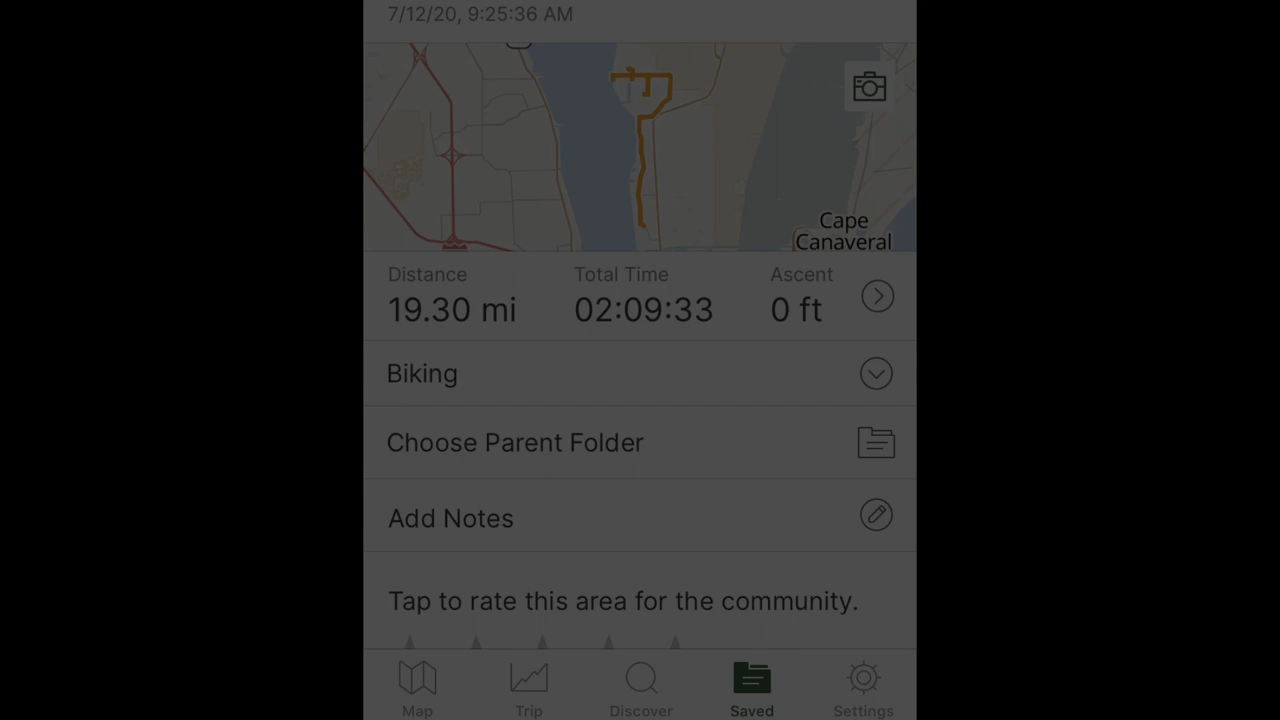 7/12/20, 9:25:36 AM
Cape
Canaveral
Distance
Total Time
Ascent
19.30 mi
02:09:33
0 ft
Biking
Choose Parent Folder
Add Notes
Tap to rate this area for the community.
Map
Trip
Discover
Saved
Settings